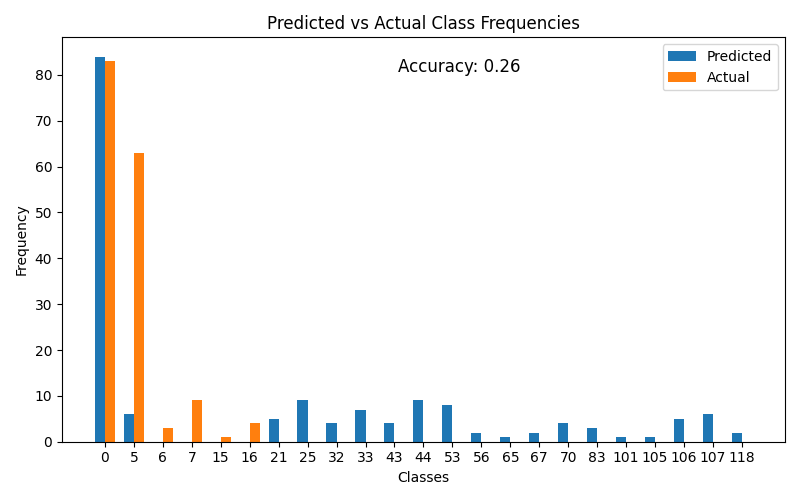 Predicted vs Actual Class Frequencies
Accuracy: 0.26
Predicted
Actual
Frequency
80
70
60
50
40
30
20
10
0
0 5 6 7 15 16 21 25 32 33 43 44 53 56 65 67 70 83 101 105 106 107 118
Classes